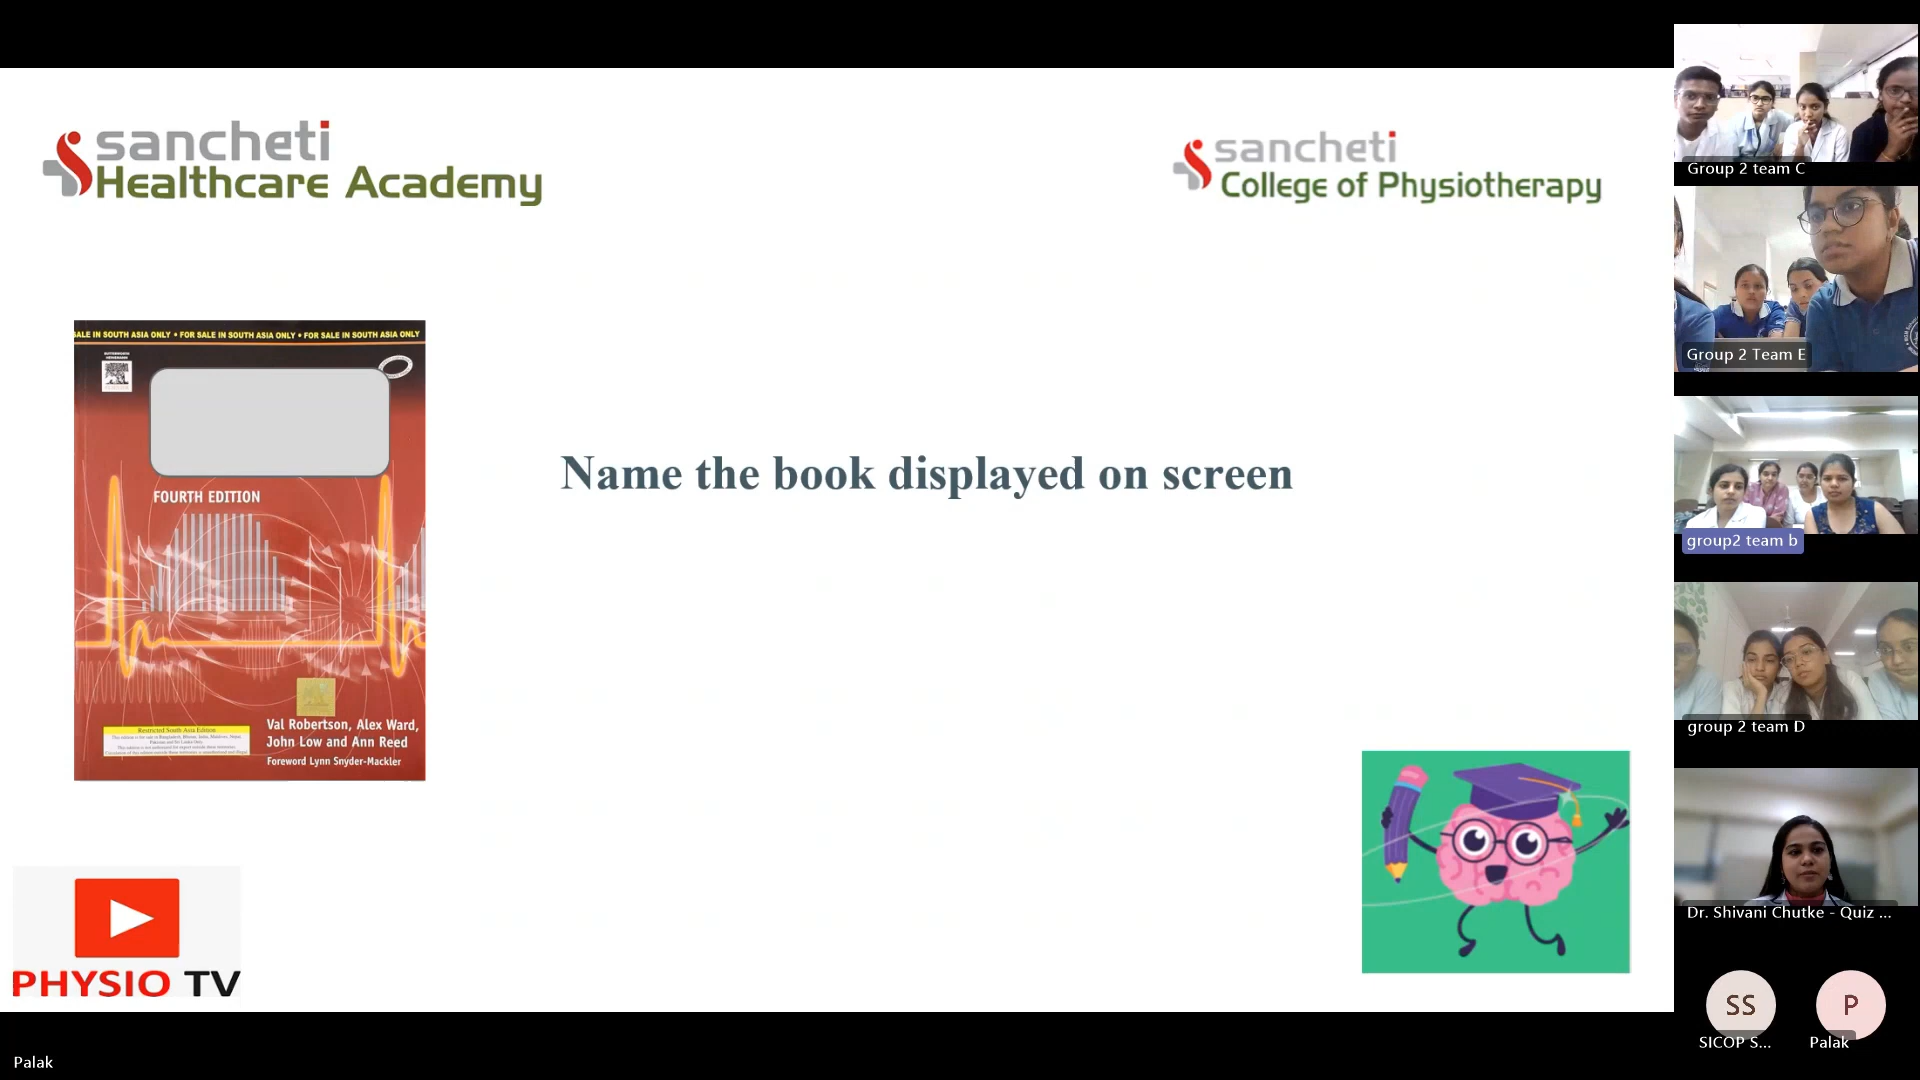 sancheti
Healthcare Academy
sancheti
College of Physiotherapy
SALE IN SOUTH ASIA ONLY • FOR SALE IN SOUTH ASIA ONLY • FOR SALE IN SOUTH ASIA ONLY
FOURTH EDITION
Val Robertson, Alex Ward,
John Low and Ann Reed
Foreword Lynn Snyder-Mackler
Restricted South Asia Edition
Name the book displayed on screen
PHYSIO TV
Palak
Group 2 team C
Group 2 Team E
group2 team b
group 2 team D
Dr. Shivani Chutke - Quiz ...
SS
SICOP S...
P
Palak